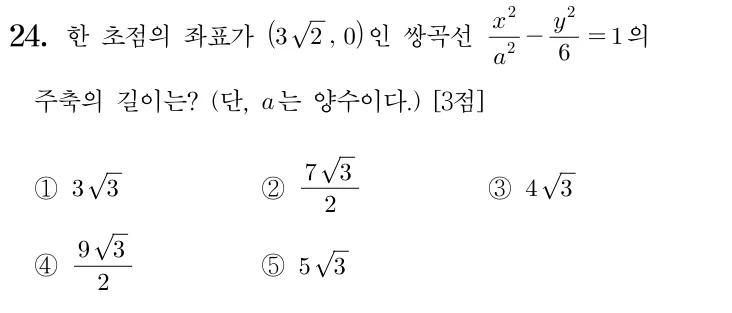 24. 한 초점의 좌표가 (3√2, 0)인 쌍곡선 x²/a² − y²/6 = 1의
주축의 길이는? (단, a는 양수이다.) [3점]
① 3√3 ② 7√3/2 ③ 4√3
④ 9√3/2 ⑤ 5√3